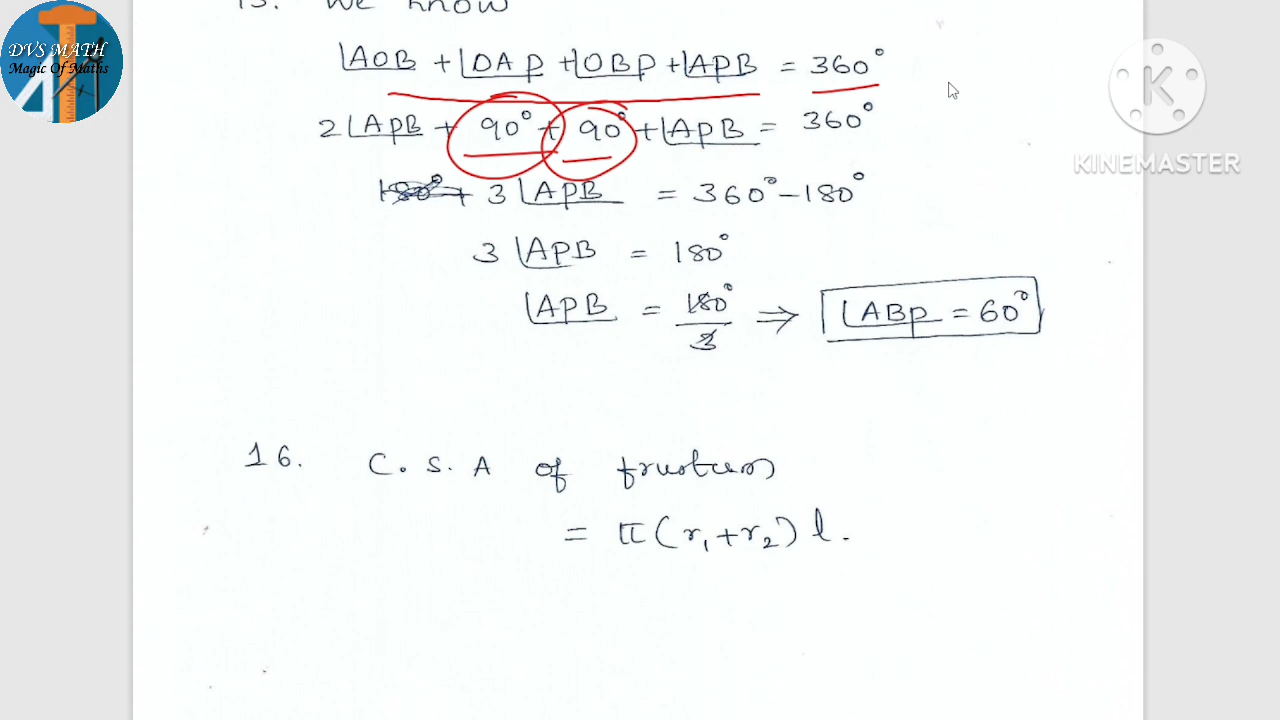 DVS MATH
Magic Of Maths
15. We know
∠AOB + ∠OAP + ∠OBP + ∠APB = 360°
2∠APB + 90° + 90° + ∠APB = 360°
3∠APB = 360° - 180°
3∠APB = 180°
∠APB = 180°/3 ⇒ ∠ABP = 60°
16. C.S.A of frustum
= π(r₁+r₂)l.
K
KINEMASTER